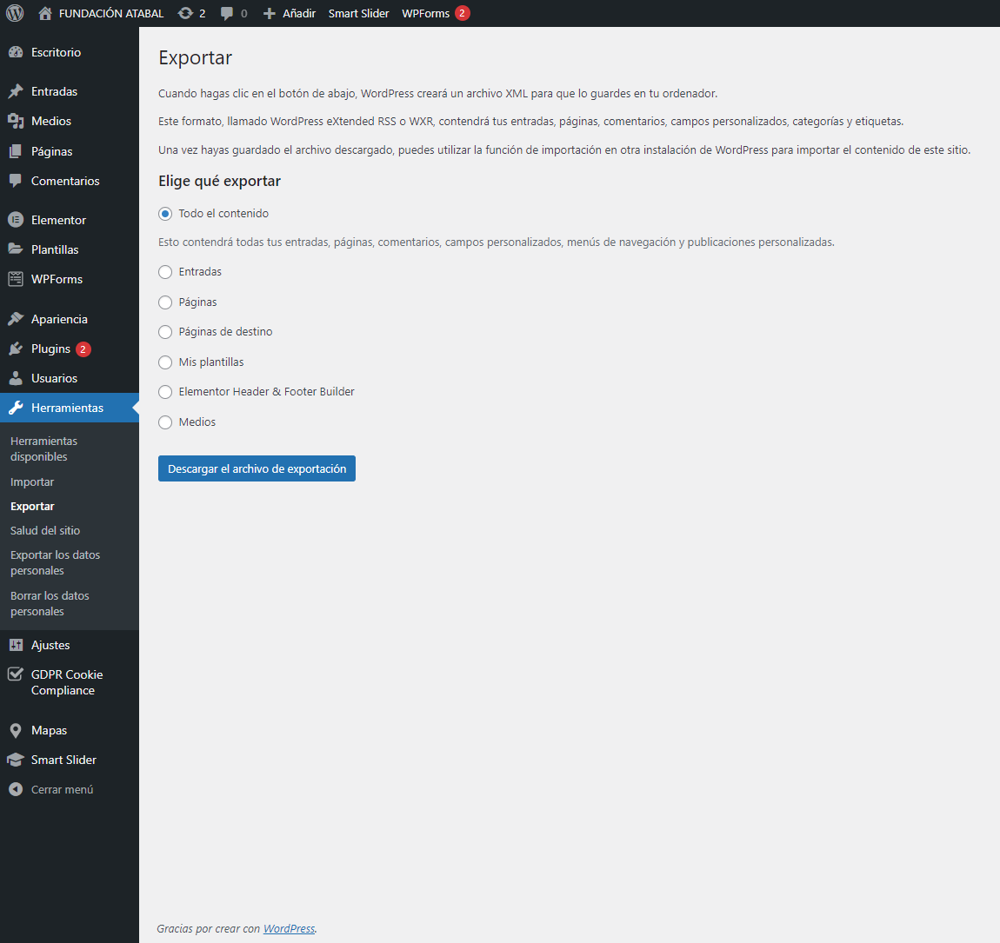 FUNDACIÓN ATABAL 2 0 Añadir Smart Slider WPForms 2
Escritorio
Entradas
Medios
Páginas
Comentarios
Elementor
Plantillas
WPForms
Apariencia
Plugins 2
Usuarios
Herramientas
Herramientas
disponibles
Importar
Exportar
Salud del sitio
Exportar los datos
personales
Borrar los datos
personales
Ajustes
GDPR Cookie
Compliance
Mapas
Smart Slider
Cerrar menú
Exportar
Cuando hagas clic en el botón de abajo, WordPress creará un archivo XML para que lo guardes en tu ordenador.
Este formato, llamado WordPress eXtended RSS o WXR, contendrá tus entradas, páginas, comentarios, campos personalizados, categorías y etiquetas.
Una vez hayas guardado el archivo descargado, puedes utilizar la función de importación en otra instalación de WordPress para importar el contenido de este sitio.
Elige qué exportar
Todo el contenido
Esto contendrá todas tus entradas, páginas, comentarios, campos personalizados, menús de navegación y publicaciones personalizadas.
Entradas
Páginas
Páginas de destino
Mis plantillas
Elementor Header & Footer Builder
Medios
Descargar el archivo de exportación
Gracias por crear con WordPress.